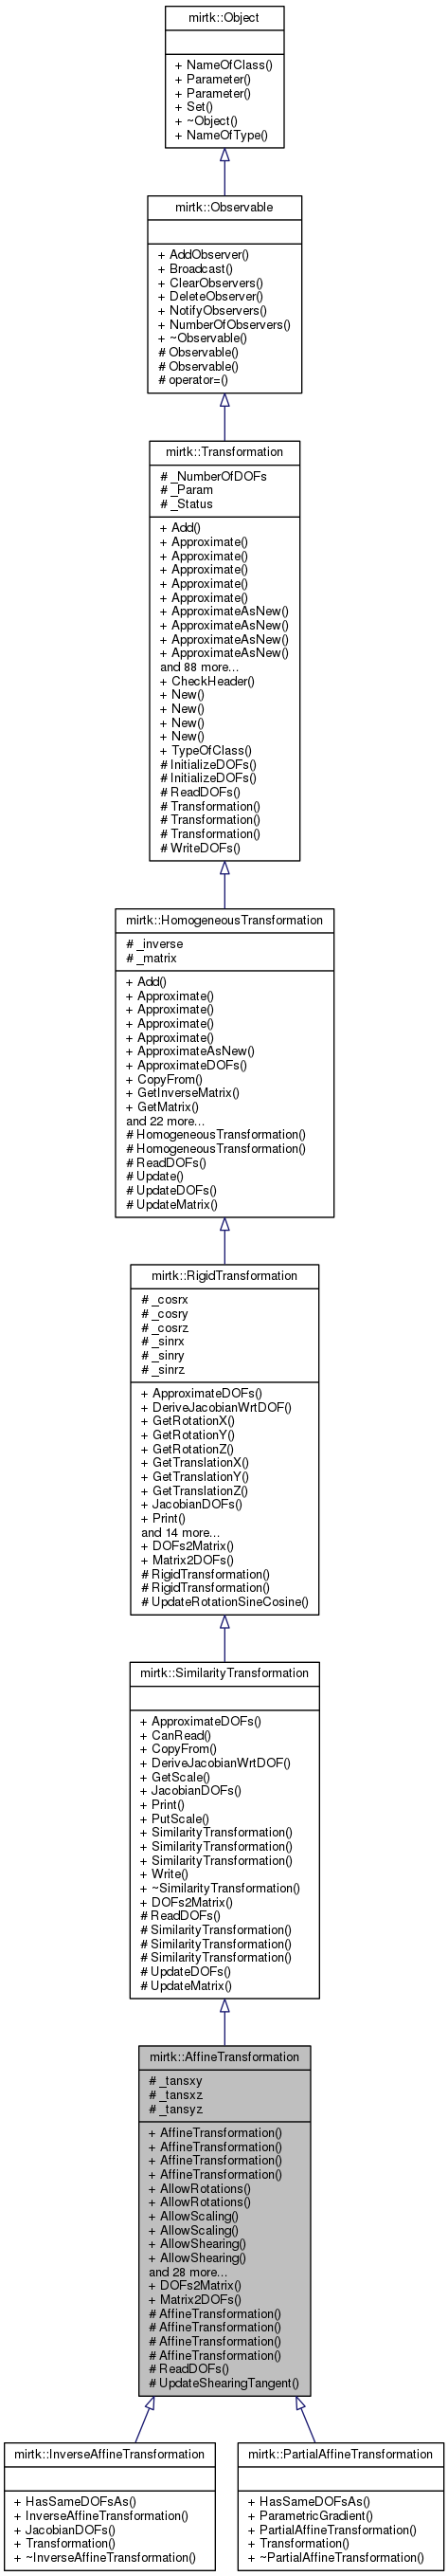 mirtk::Object
+ NameOfClass()
+ Parameter()
+ Parameter()
+ Set()
+ ~Object()
+ NameOfType()
mirtk::Observable
+ AddObserver()
+ Broadcast()
+ ClearObservers()
+ DeleteObserver()
+ NotifyObservers()
+ NumberOfObservers()
+ ~Observable()
# Observable()
# Observable()
# operator=()
mirtk::Transformation
# _NumberOfDOFs
# _Param
# _Status
+ Add()
+ Approximate()
+ Approximate()
+ Approximate()
+ Approximate()
+ Approximate()
+ ApproximateAsNew()
+ ApproximateAsNew()
+ ApproximateAsNew()
+ ApproximateAsNew()
and 88 more...
+ CheckHeader()
+ New()
+ New()
+ New()
+ New()
+ TypeOfClass()
# InitializeDOFs()
# InitializeDOFs()
# ReadDOFs()
# Transformation()
# Transformation()
# Transformation()
# WriteDOFs()
mirtk::HomogeneousTransformation
# _inverse
# _matrix
+ Add()
+ Approximate()
+ Approximate()
+ Approximate()
+ Approximate()
+ ApproximateAsNew()
+ ApproximateDOFs()
+ CopyFrom()
+ GetInverseMatrix()
+ GetMatrix()
and 22 more...
# HomogeneousTransformation()
# HomogeneousTransformation()
# ReadDOFs()
# Update()
# UpdateDOFs()
# UpdateMatrix()
mirtk::RigidTransformation
# _cosrx
# _cosry
# _cosrz
# _sinrx
# _sinry
# _sinrz
+ ApproximateDOFs()
+ DeriveJacobianWrtDOF()
+ GetRotationX()
+ GetRotationY()
+ GetRotationZ()
+ GetTranslationX()
+ GetTranslationY()
+ GetTranslationZ()
+ JacobianDOFs()
+ Print()
and 14 more...
+ DOFs2Matrix()
+ Matrix2DOFs()
# RigidTransformation()
# RigidTransformation()
# UpdateRotationSineCosine()
mirtk::SimilarityTransformation
+ ApproximateDOFs()
+ CanRead()
+ CopyFrom()
+ DeriveJacobianWrtDOF()
+ GetScale()
+ JacobianDOFs()
+ Print()
+ PutScale()
+ SimilarityTransformation()
+ SimilarityTransformation()
+ SimilarityTransformation()
+ Write()
+ ~SimilarityTransformation()
+ DOFs2Matrix()
# ReadDOFs()
# SimilarityTransformation()
# SimilarityTransformation()
# SimilarityTransformation()
# UpdateDOFs()
# UpdateMatrix()
mirtk::AffineTransformation
# _tansxy
# _tansxz
# _tansyz
+ AffineTransformation()
+ AffineTransformation()
+ AffineTransformation()
+ AffineTransformation()
+ AllowRotations()
+ AllowRotations()
+ AllowScaling()
+ AllowScaling()
+ AllowShearing()
+ AllowShearing()
and 28 more...
+ DOFs2Matrix()
+ Matrix2DOFs()
# AffineTransformation()
# AffineTransformation()
# AffineTransformation()
# AffineTransformation()
# ReadDOFs()
# UpdateShearingTangent()
mirtk::InverseAffineTransformation
+ HasSameDOFsAs()
+ InverseAffineTransformation()
+ JacobianDOFs()
+ Transformation()
+ ~InverseAffineTransformation()
mirtk::PartialAffineTransformation
+ HasSameDOFsAs()
+ ParametricGradient()
+ PartialAffineTransformation()
+ Transformation()
+ ~PartialAffineTransformation()